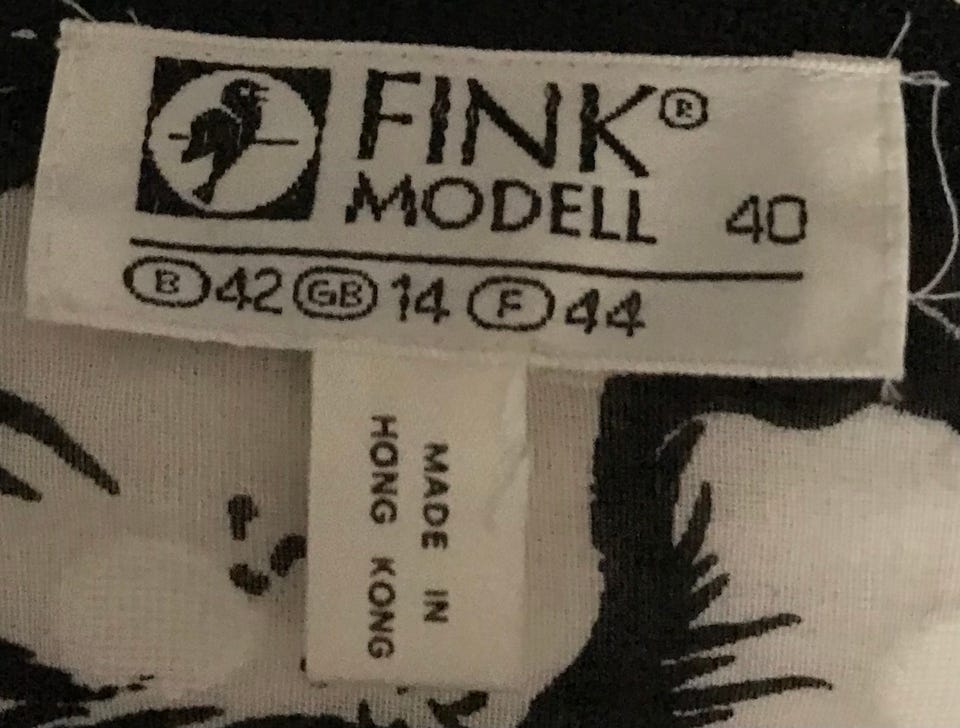 FINK®
MODELL 40
B 42 GB 14 F 44
MADE IN
HONG KONG